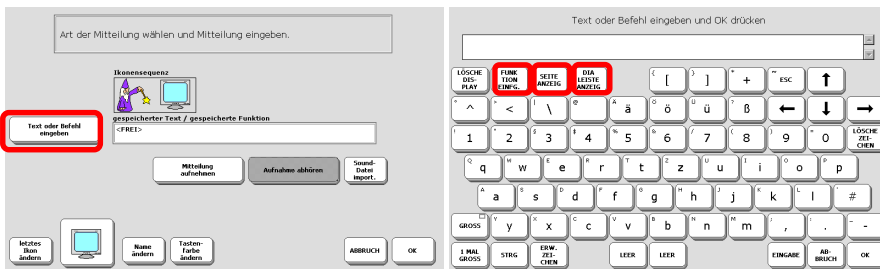 Art der Mitteilung wählen und Mitteilung eingeben.
Ikonensequenz
Text oder Befehl
eingeben
gespeicherter Text / gespeicherte Funktion
<FREI>
Mitteilung
aufnehmen
Aufnahme abhören
Sound-
Datei
import.
letztes
Ikon
ändern
Name
ändern
Tasten-
farbe
ändern
ABBRUCH
OK
Text oder Befehl eingeben und OK drücken
LÖSCHE
DIS-
PLAY
FUNK
TION
EINFG.
SEITE
ANZEIG
DIA
LEISTE
ANZEIG
{ [
} ]
* +
~ ESC
↑
° ^
> <
| \
@
Ä ä
Ö ö
Ü ü
? ß
←
↓
→
! 1
" 2
§ 3
$ 4
% 5
& 6
/ 7
( 8
) 9
= 0
LÖSCHE
ZEI-
CHEN
Q q
W w
E e
R r
T t
Z z
U u
I i
O o
P p
A a
S s
D d
F f
G g
H h
J j
K k
L l
' #
GROSS
Y y
X x
C c
V v
B b
N n
M m
; ,
: .
_ -
1 MAL
GROSS
STRG
ERW.
ZEI-
CHEN
LEER
LEER
EINGABE
AB-
BRUCH
OK